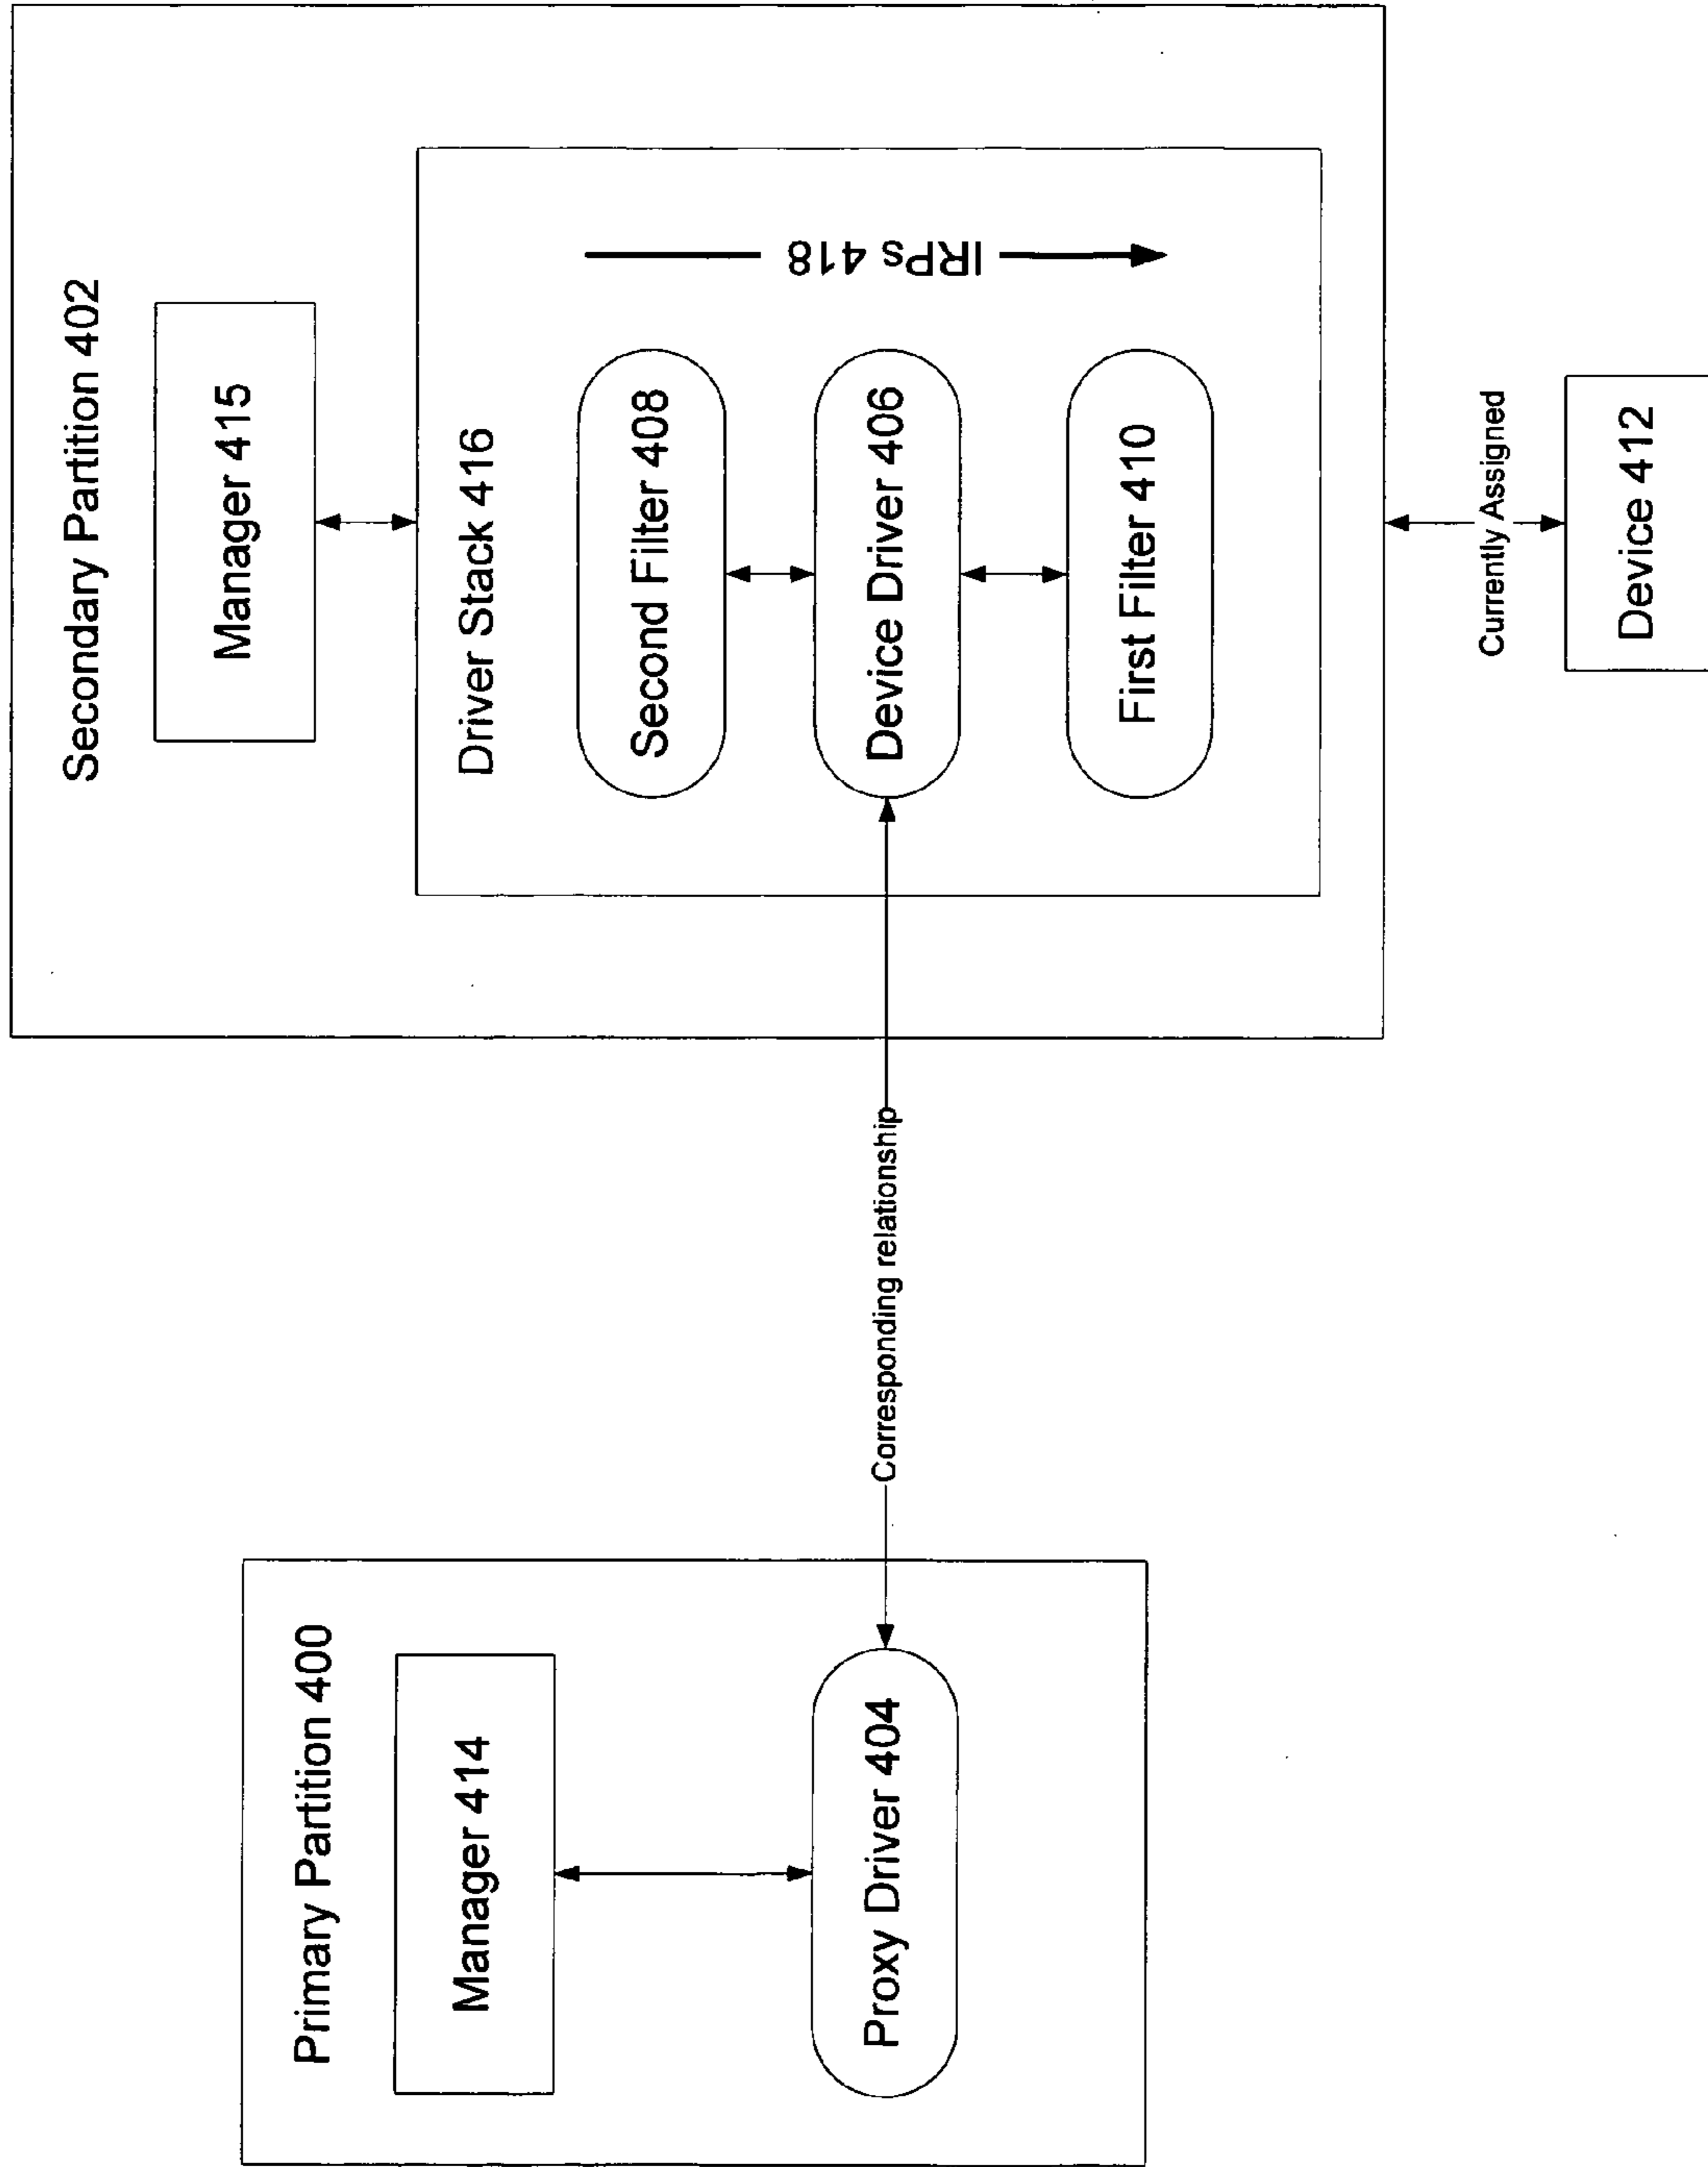 Primary Partition 400
Manager 414
Proxy Driver 404
Corresponding relationship
Secondary Partition 402
Manager 415
Driver Stack 416
Second Filter 408
Device Driver 406
First Filter 410
IRPs 418
Currently Assigned
Device 412